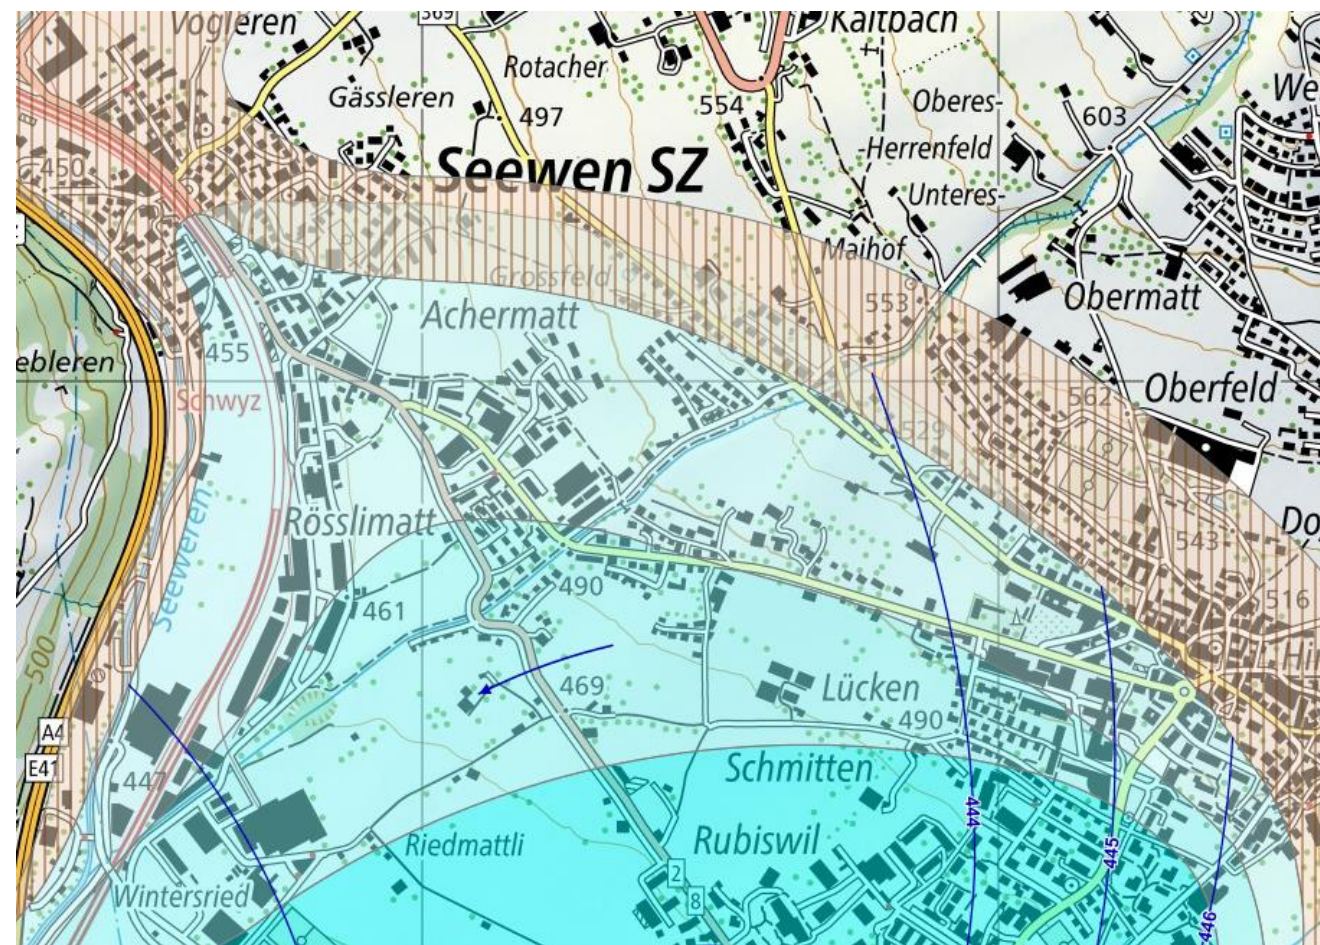 Vogleren
369
Kaltbach
Rotacher
Gässleren
497
554
Oberes-
603
We
-Herrenfeld
450
Seewen SZ
Unteres-
Maihof
Grossfeld
553
Obermatt
Achermatt
455
ebleren
Schwyz
562
Oberfeld
529
Seeweren
Rösslimatt
Do
543
490
461
516
500
Hin
469
Lücken
490
A4
E41
447
Schmitten
444
Riedmattli
Rubiswil
445
2
8
Wintersried
446